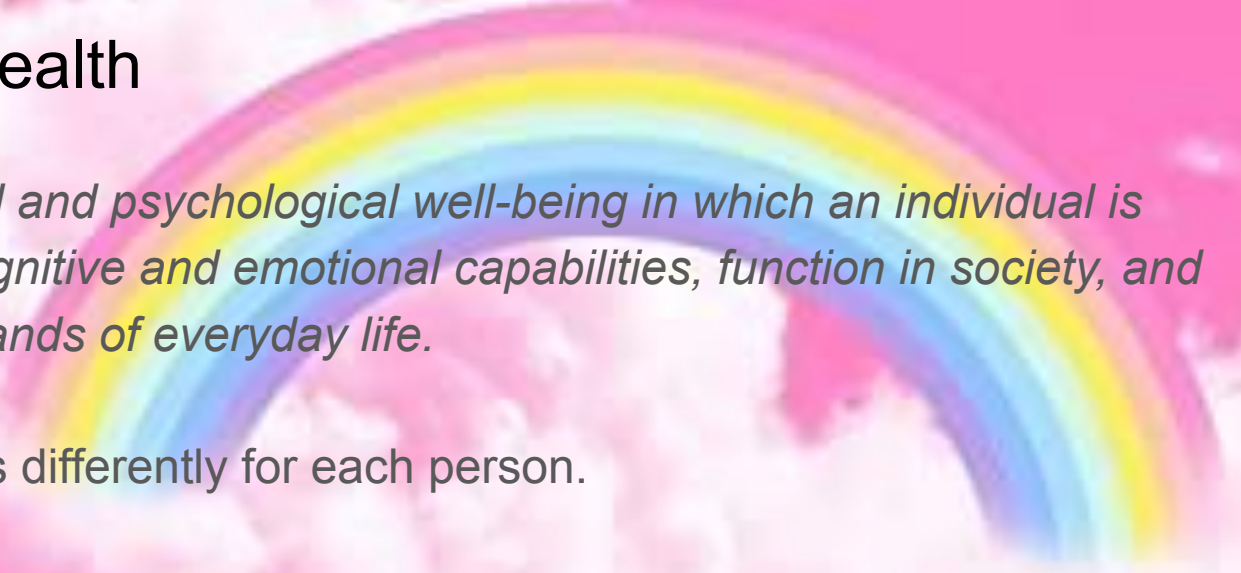 ealth
l and psychological well-being in which an individual is
gnitive and emotional capabilities, function in society, and
ands of everyday life.
s differently for each person.